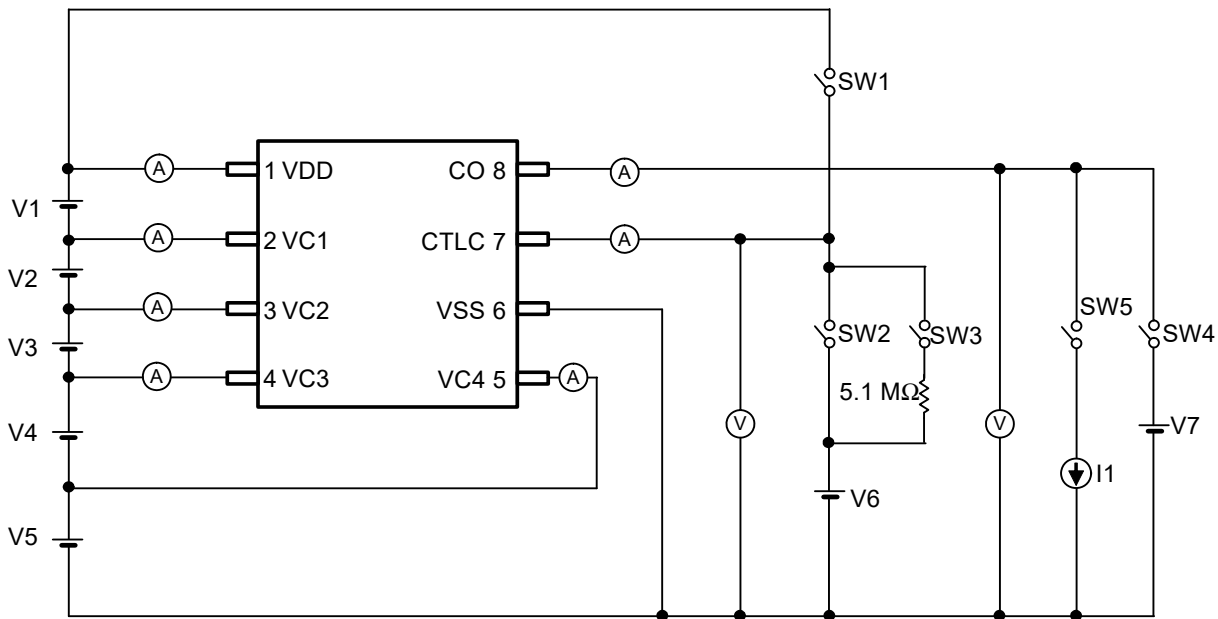 SW1
A
1 VDD
CO 8
A
V1
A
2 VC1
CTLC 7
A
V2
A
3 VC2
VSS 6
SW5
V3
SW2
SW3
SW4
A
4 VC3
VC4 5
A
5.1 MΩ
V4
V
V
V7
I1
V6
V5